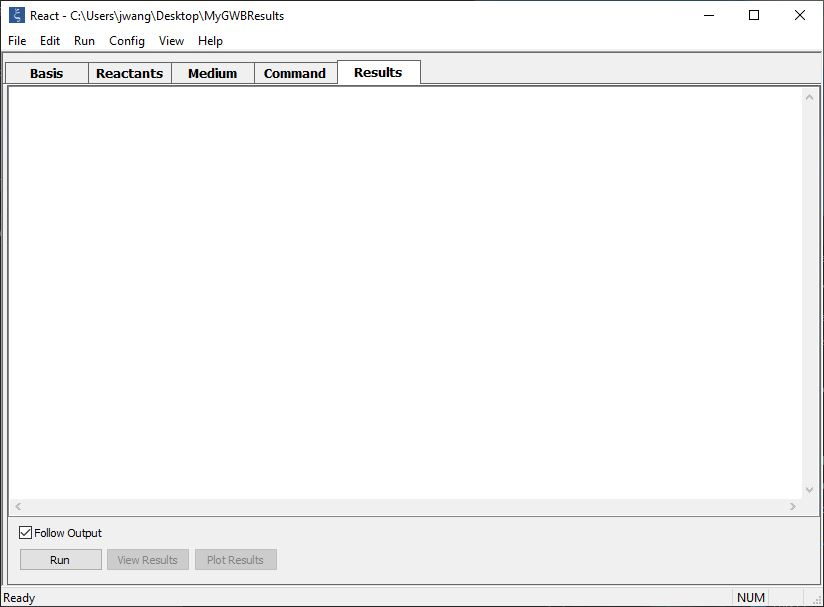 React - C:\Users\jwang\Desktop\MyGWBResults
File Edit Run Config View Help
Basis Reactants Medium Command Results
Follow Output
Run View Results Plot Results
Ready NUM